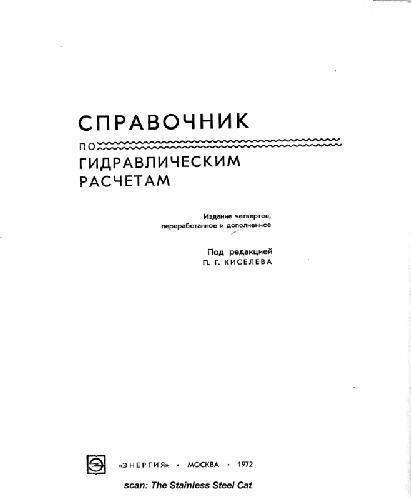 СПРАВОЧНИК
ПО
ГИДРАВЛИЧЕСКИМ
РАСЧЕТАМ
Издание четвертое,
переработанное и дополненное
Под редакцией
П. Г. КИСЕЛЕВА
«ЭНЕРГИЯ» • МОСКВА • 1972
scan: The Stainless Steel Cat